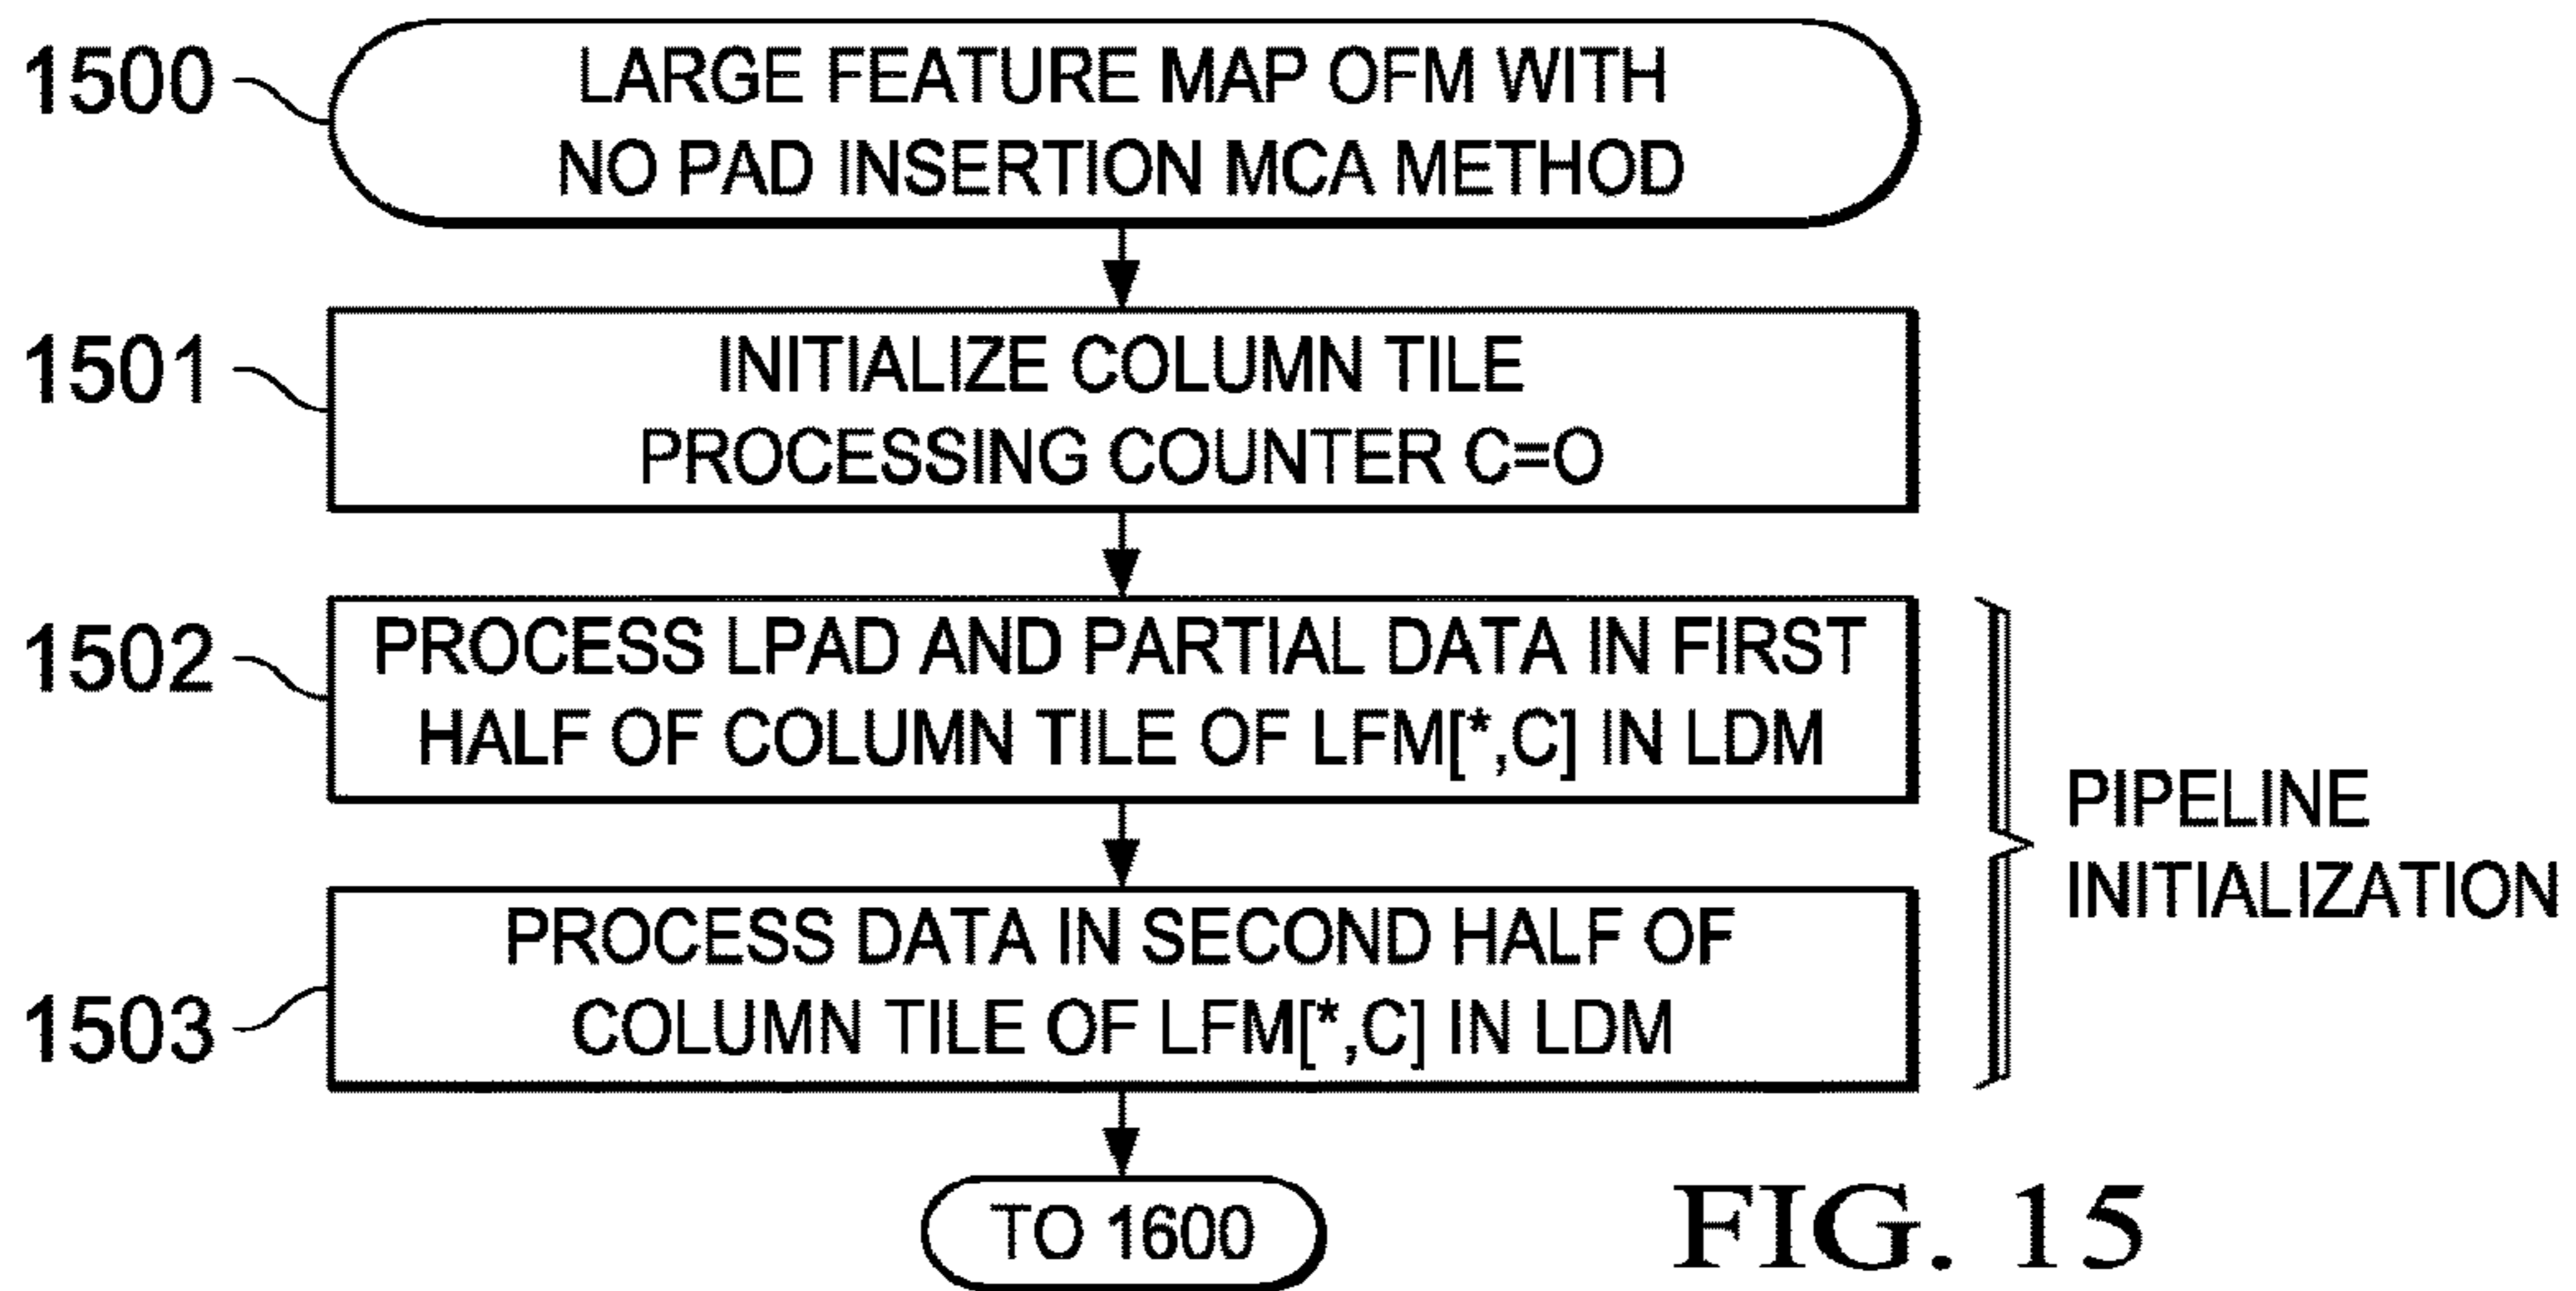 1500
LARGE FEATURE MAP OFM WITH
NO PAD INSERTION MCA METHOD
1501
INITIALIZE COLUMN TILE
PROCESSING COUNTER C=O
1502
PROCESS LPAD AND PARTIAL DATA IN FIRST
HALF OF COLUMN TILE OF LFM[*,C] IN LDM
1503
PROCESS DATA IN SECOND HALF OF
COLUMN TILE OF LFM[*,C] IN LDM
PIPELINE
INITIALIZATION
TO 1600
FIG. 15